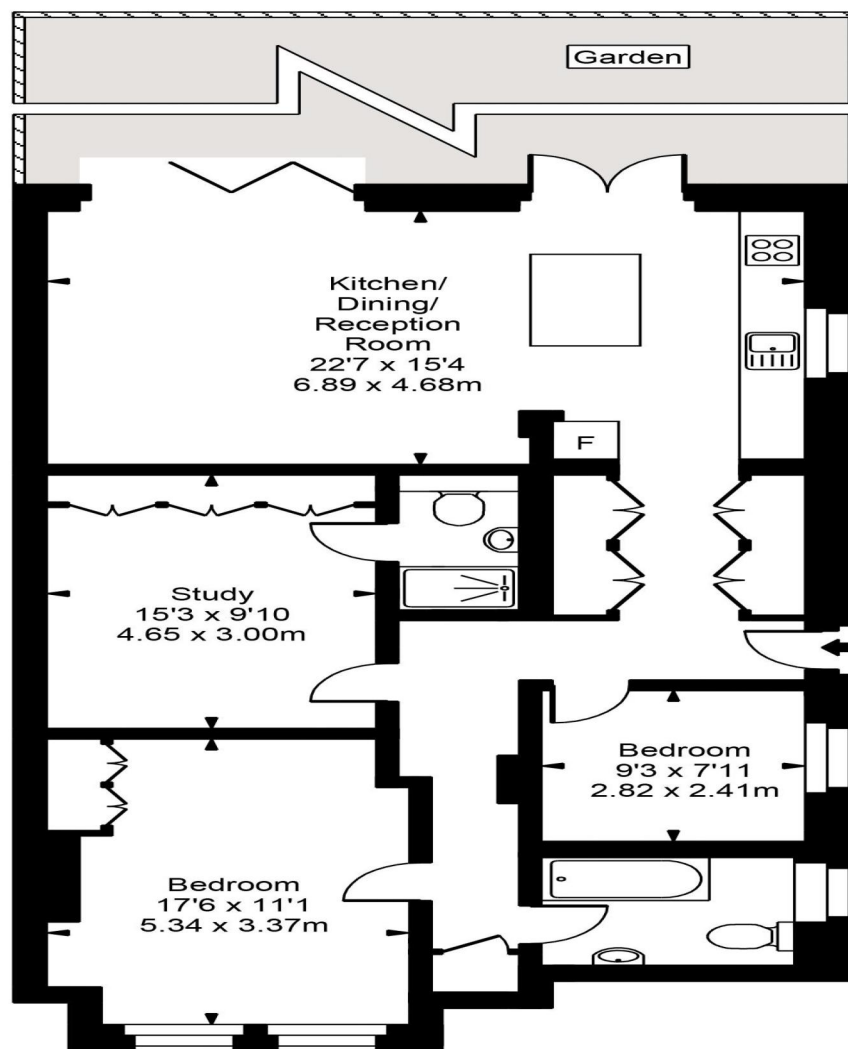 Garden
Kitchen/
Dining/
Reception
Room
22'7 x 15'4
6.89 x 4.68m
F
Study
15'3 x 9'10
4.65 x 3.00m
Bedroom
9'3 x 7'11
2.82 x 2.41m
Bedroom
17'6 x 11'1
5.34 x 3.37m